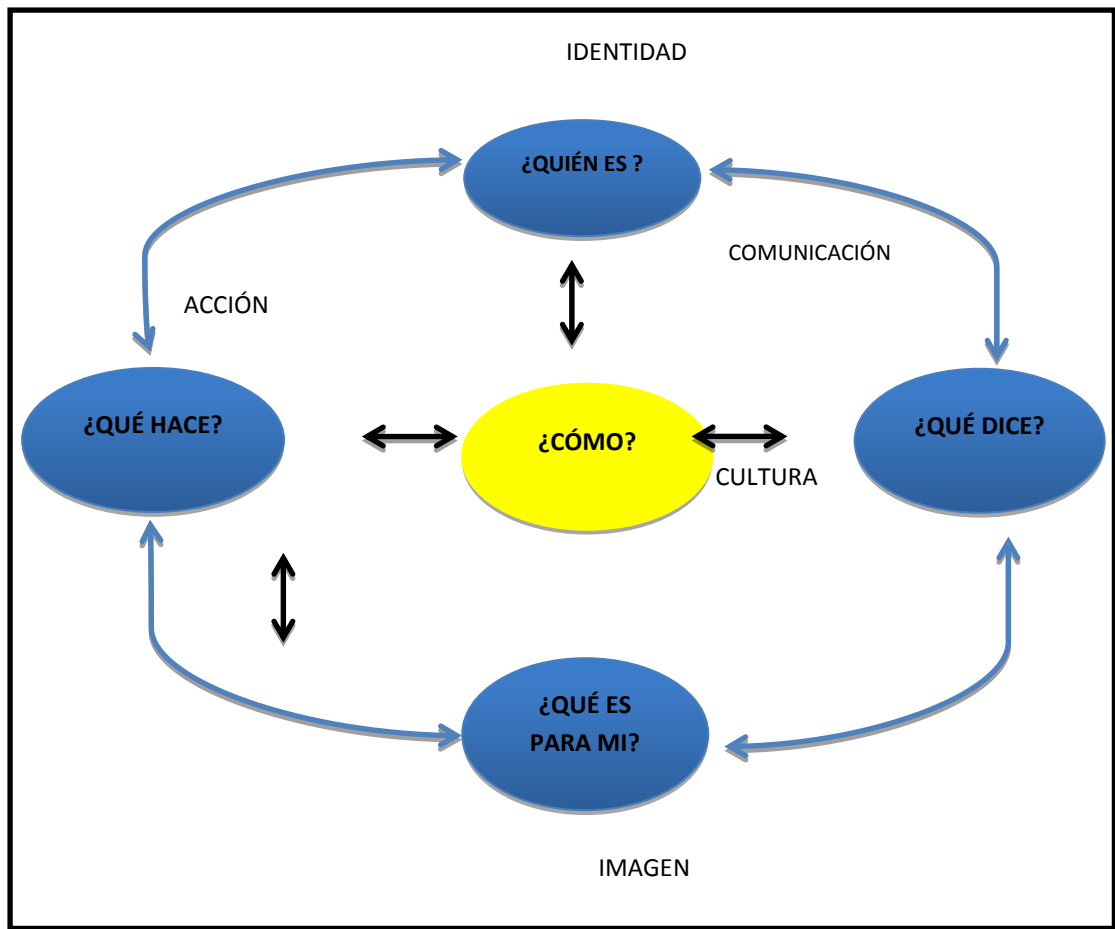 IDENTIDAD
¿QUIÉN ES ?
COMUNICACIÓN
ACCIÓN
¿QUÉ HACE?
¿CÓMO?
¿QUÉ DICE?
CULTURA
¿QUÉ ES
PARA MI?
IMAGEN